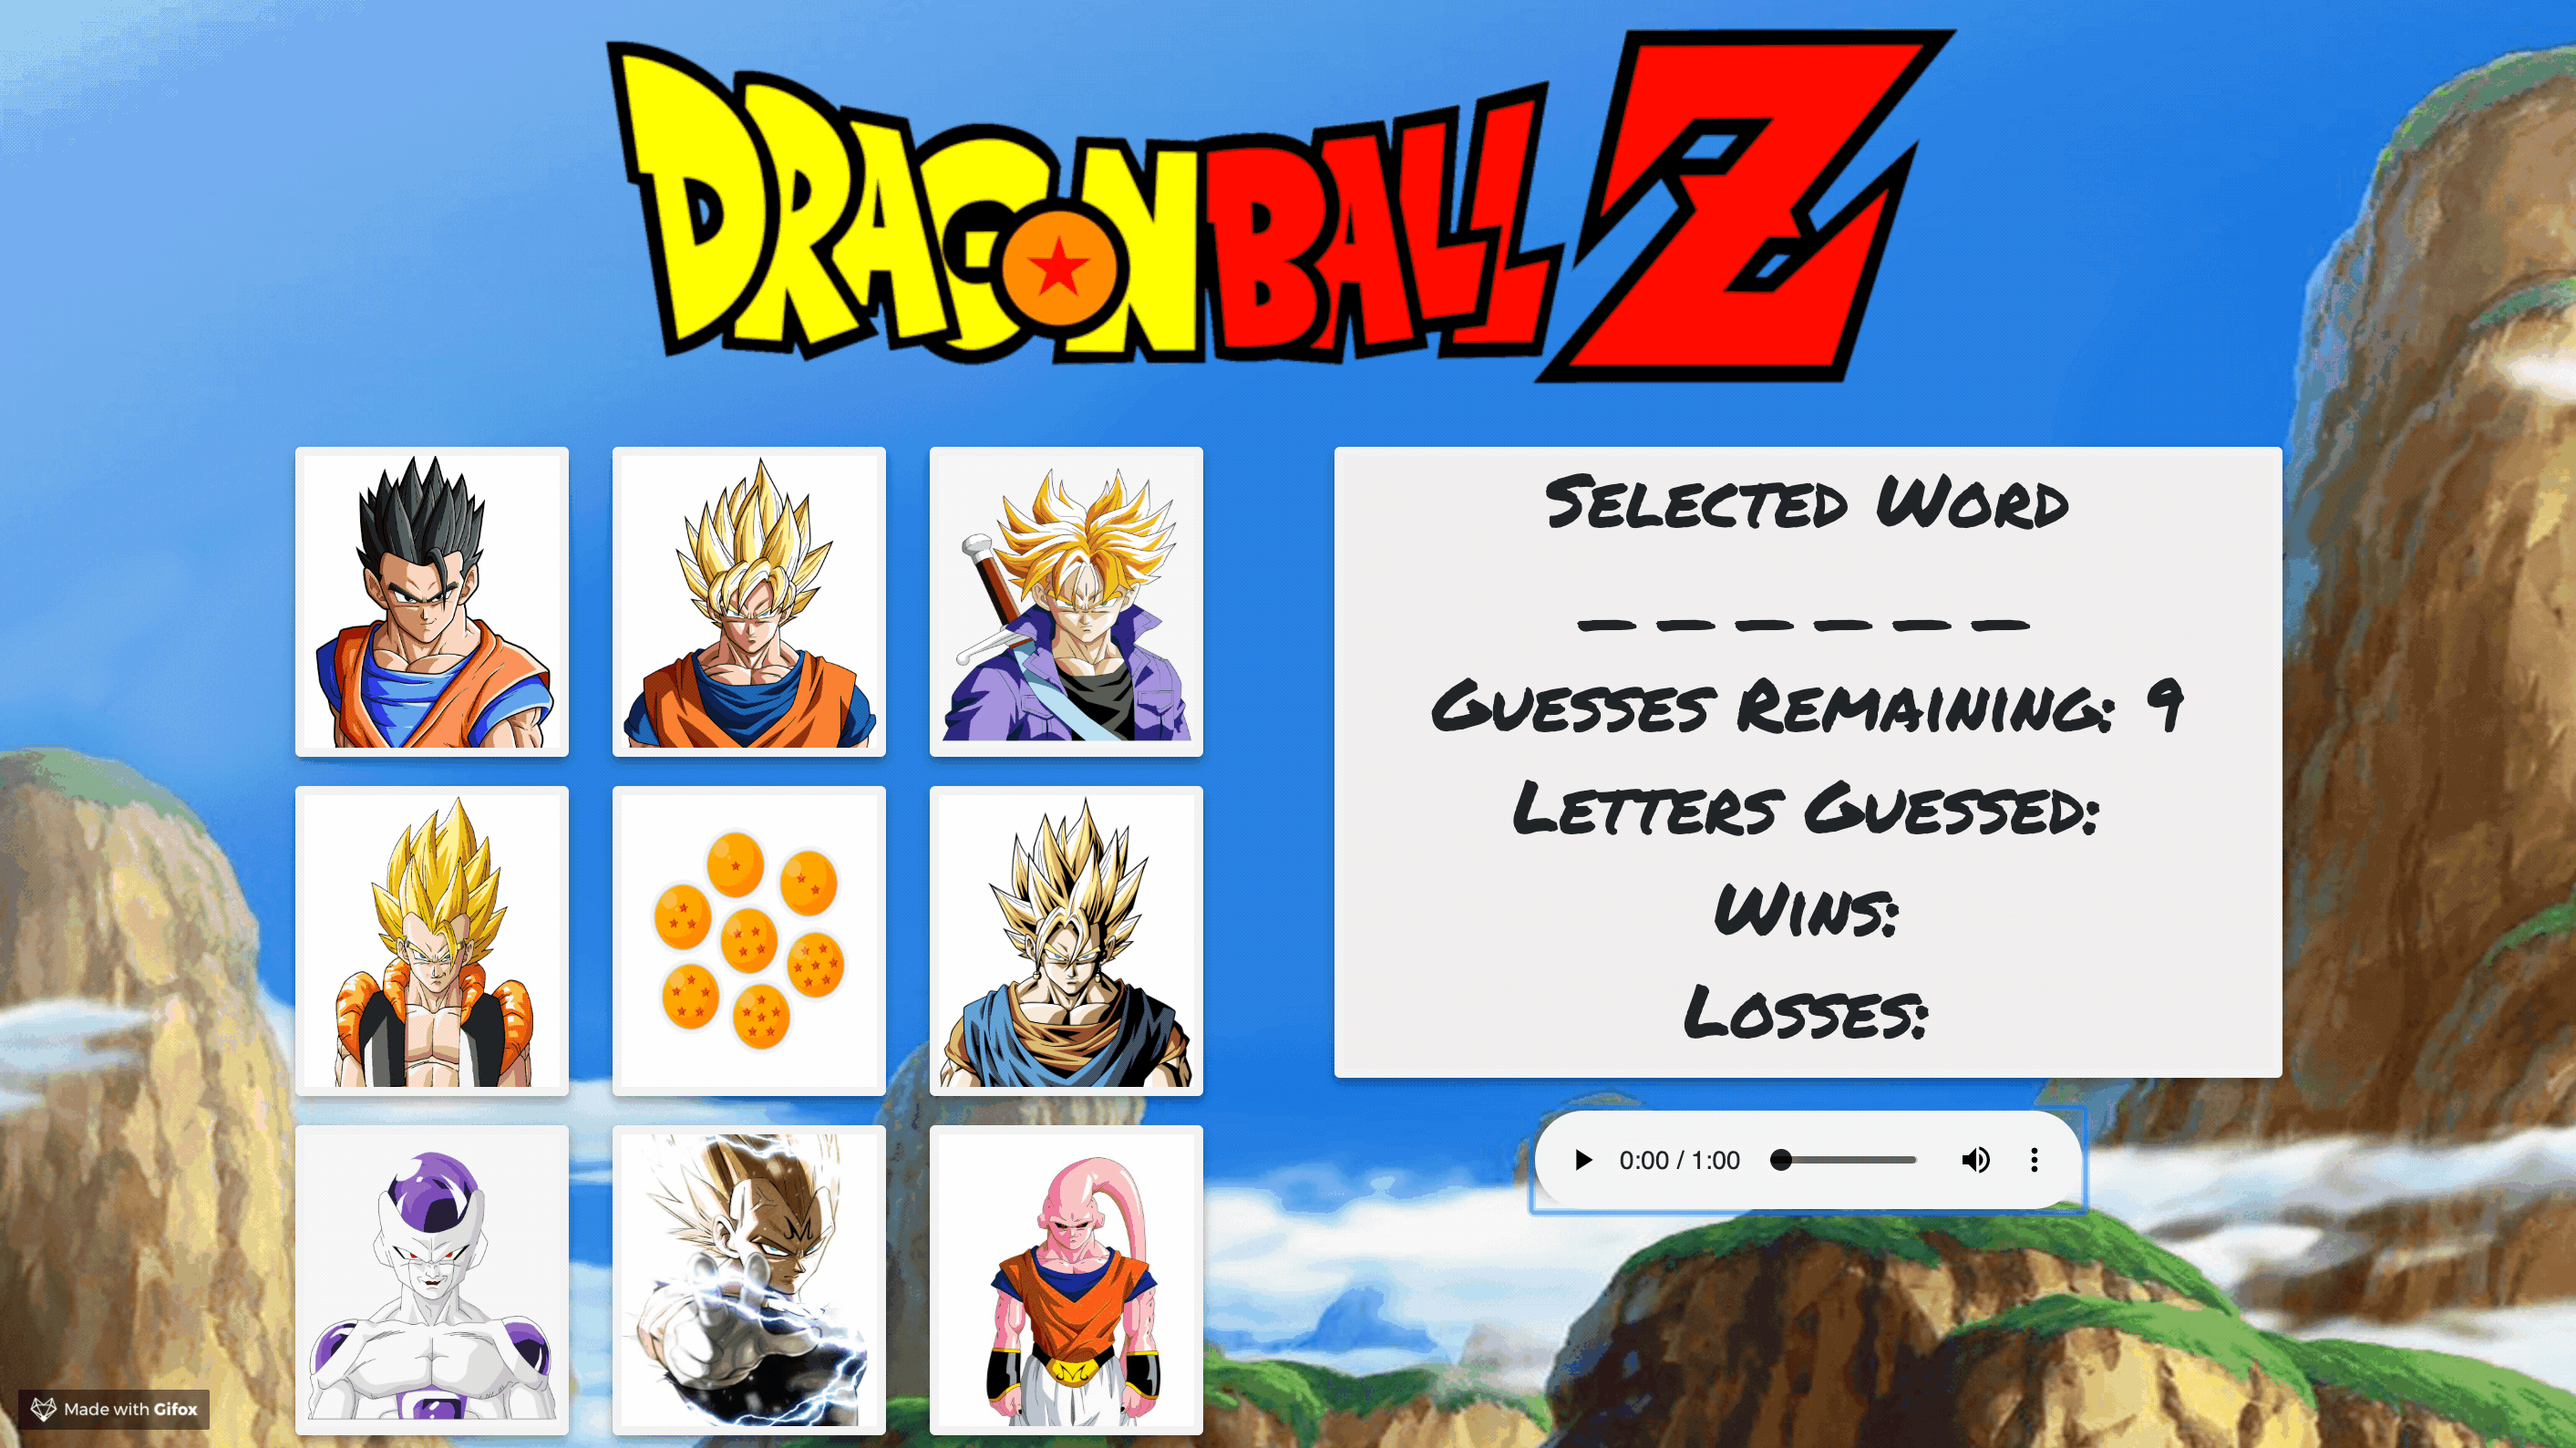 DRAGONBALL Z
SELECTED WORD
_ _ _ _ _ _
GUESSES REMAINING: 9
LETTERS GUESSED:
WINS:
LOSSES:
0:00 / 1:00
M
M
Made with Gifox